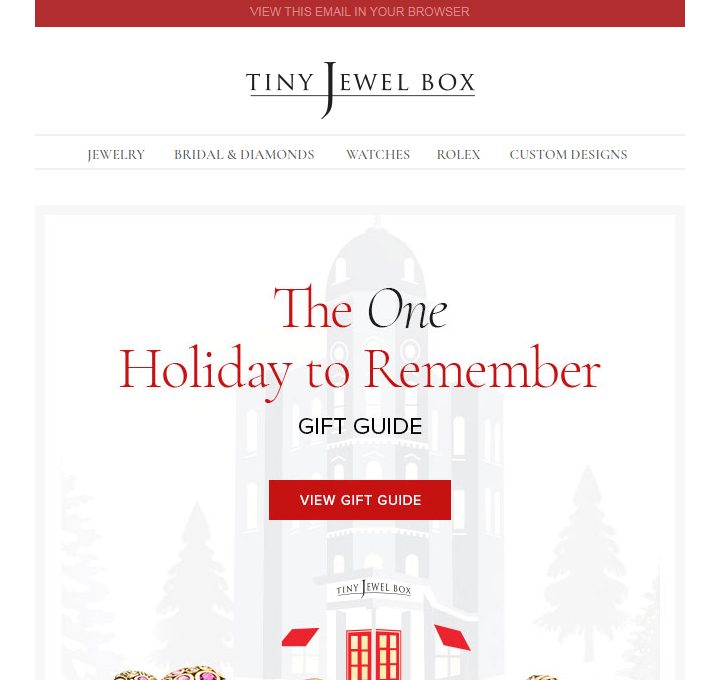 VIEW THIS EMAIL IN YOUR BROWSER
TINY JEWEL BOX
JEWELRY BRIDAL & DIAMONDS WATCHES ROLEX CUSTOM DESIGNS
The One
Holiday to Remember
GIFT GUIDE
VIEW GIFT GUIDE
TINY JEWEL BOX